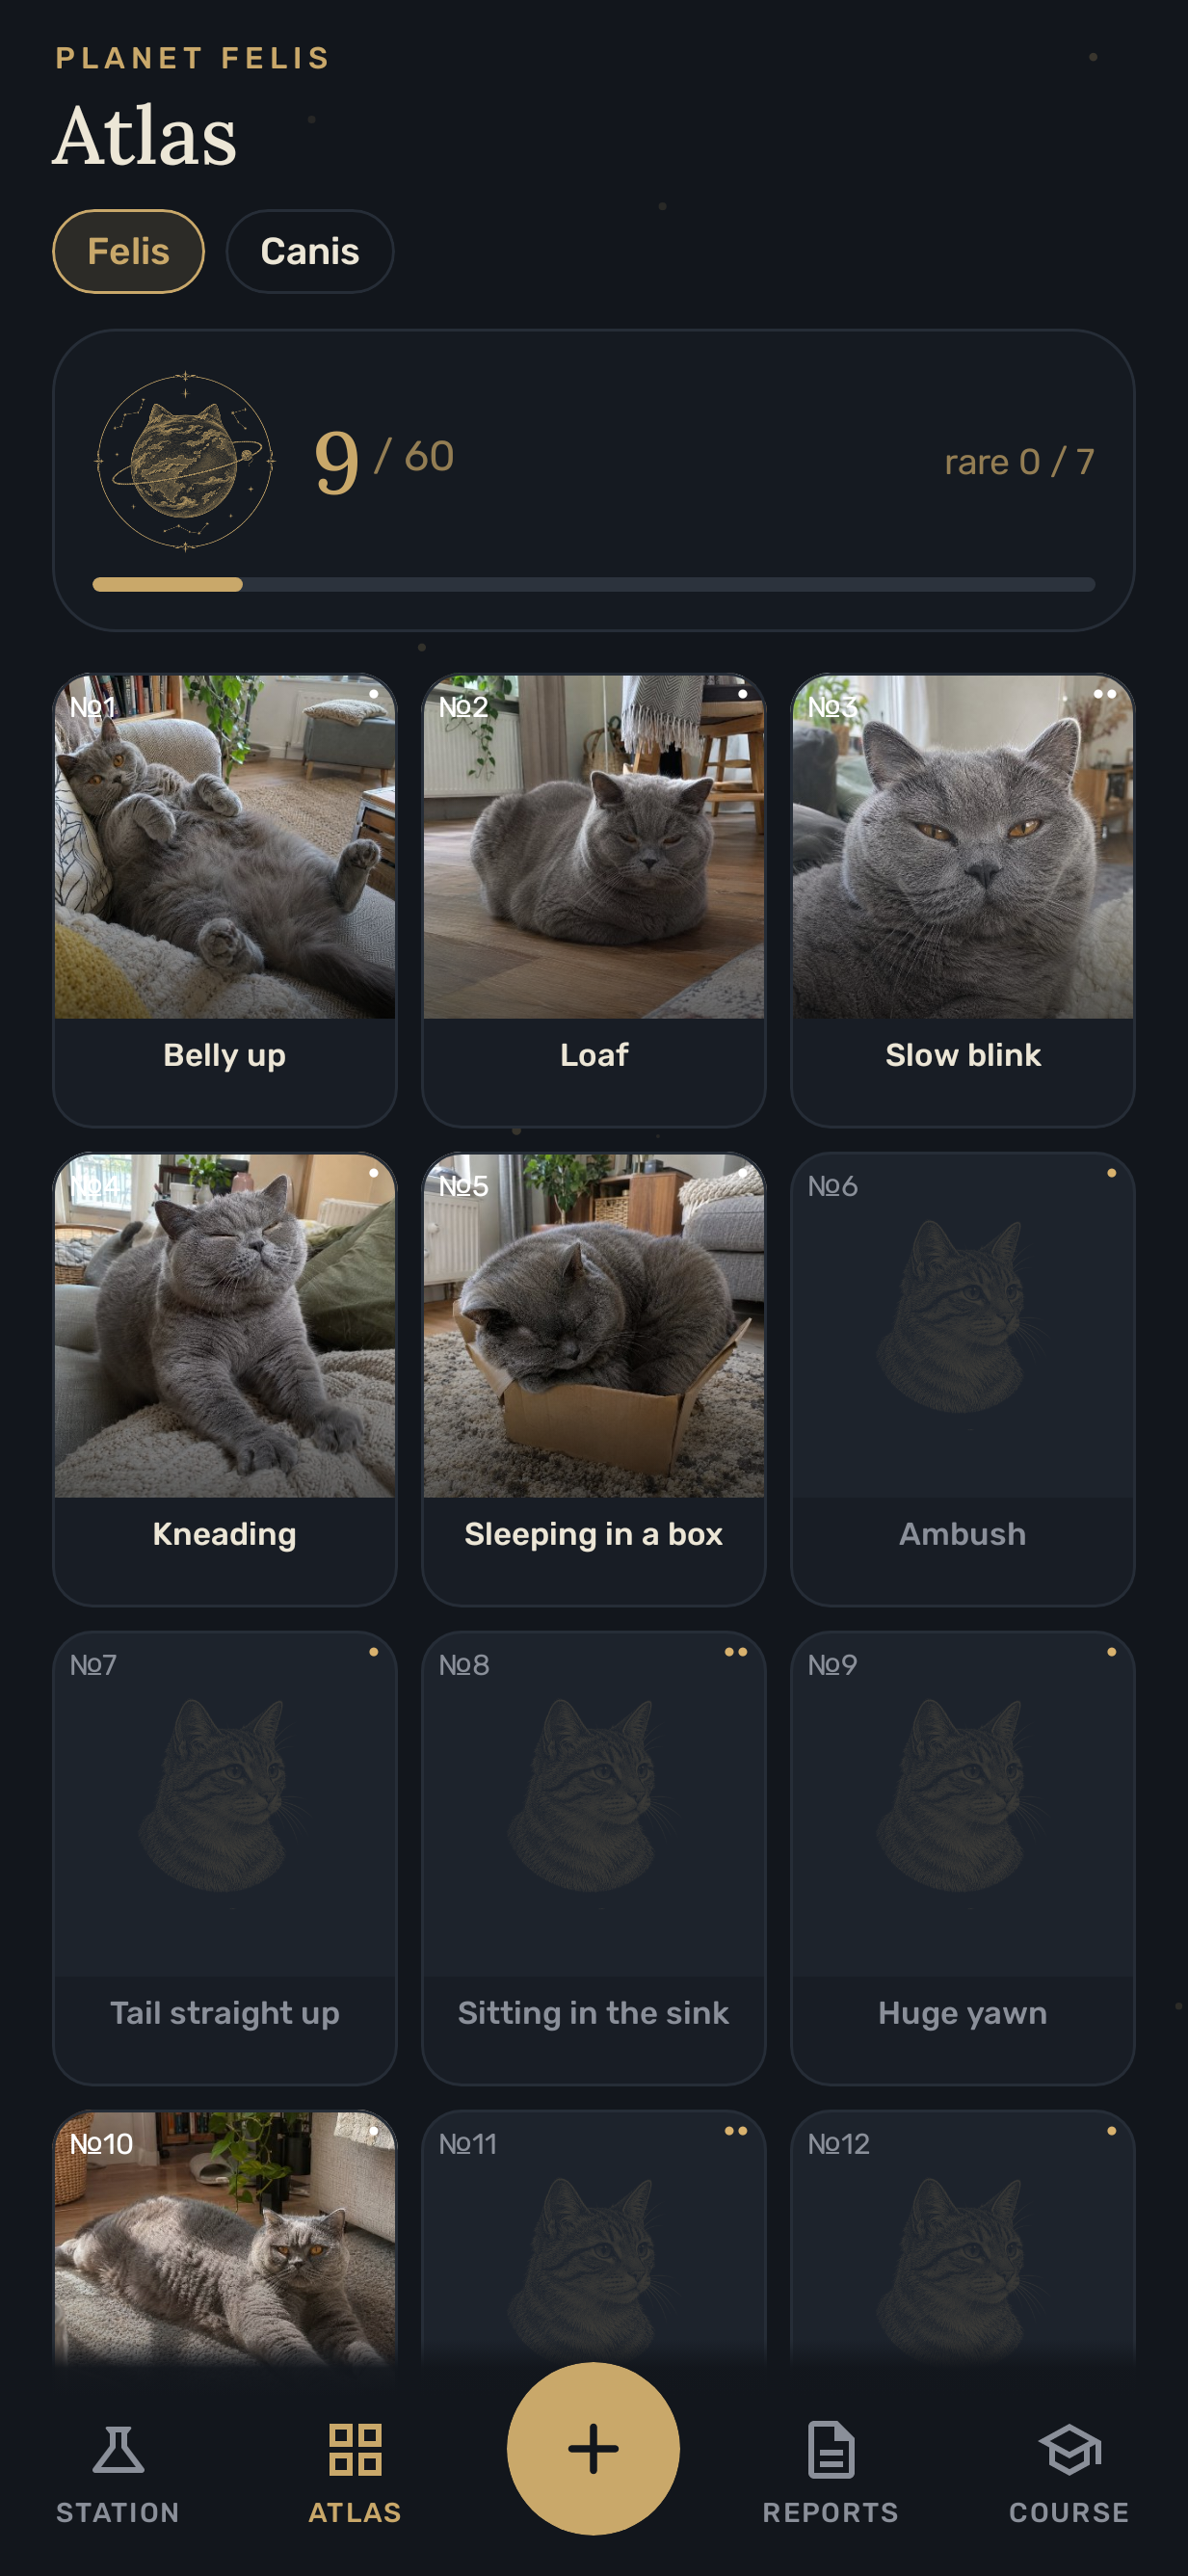 PLANET FELIS
Atlas
Felis Canis
9 / 60 rare 0 / 7
№1 №2 №3
Belly up Loaf Slow blink
№4 №5 №6
Kneading Sleeping in a box Ambush
№7 №8 №9
Tail straight up Sitting in the sink Huge yawn
№10 №11 №12
STATION ATLAS REPORTS COURSE